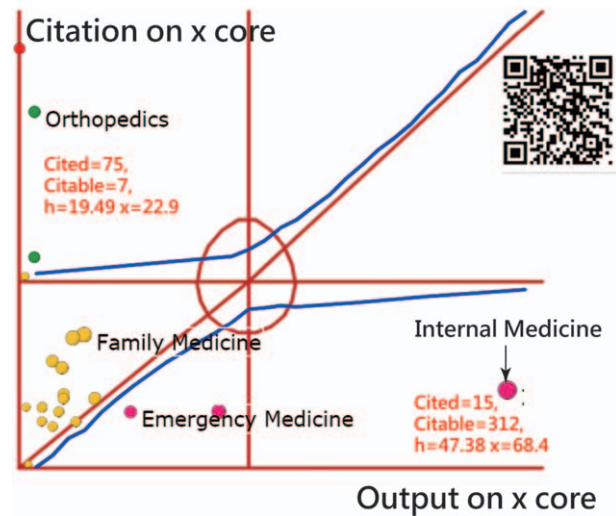 Citation on x core
Orthopedics
Cited=75,
Citable=7,
h=19.49 x=22.9
Family Medicine
Internal Medicine
Emergency Medicine
Cited=15,
Citable=312,
h=47.38 x=68.4
Output on x core